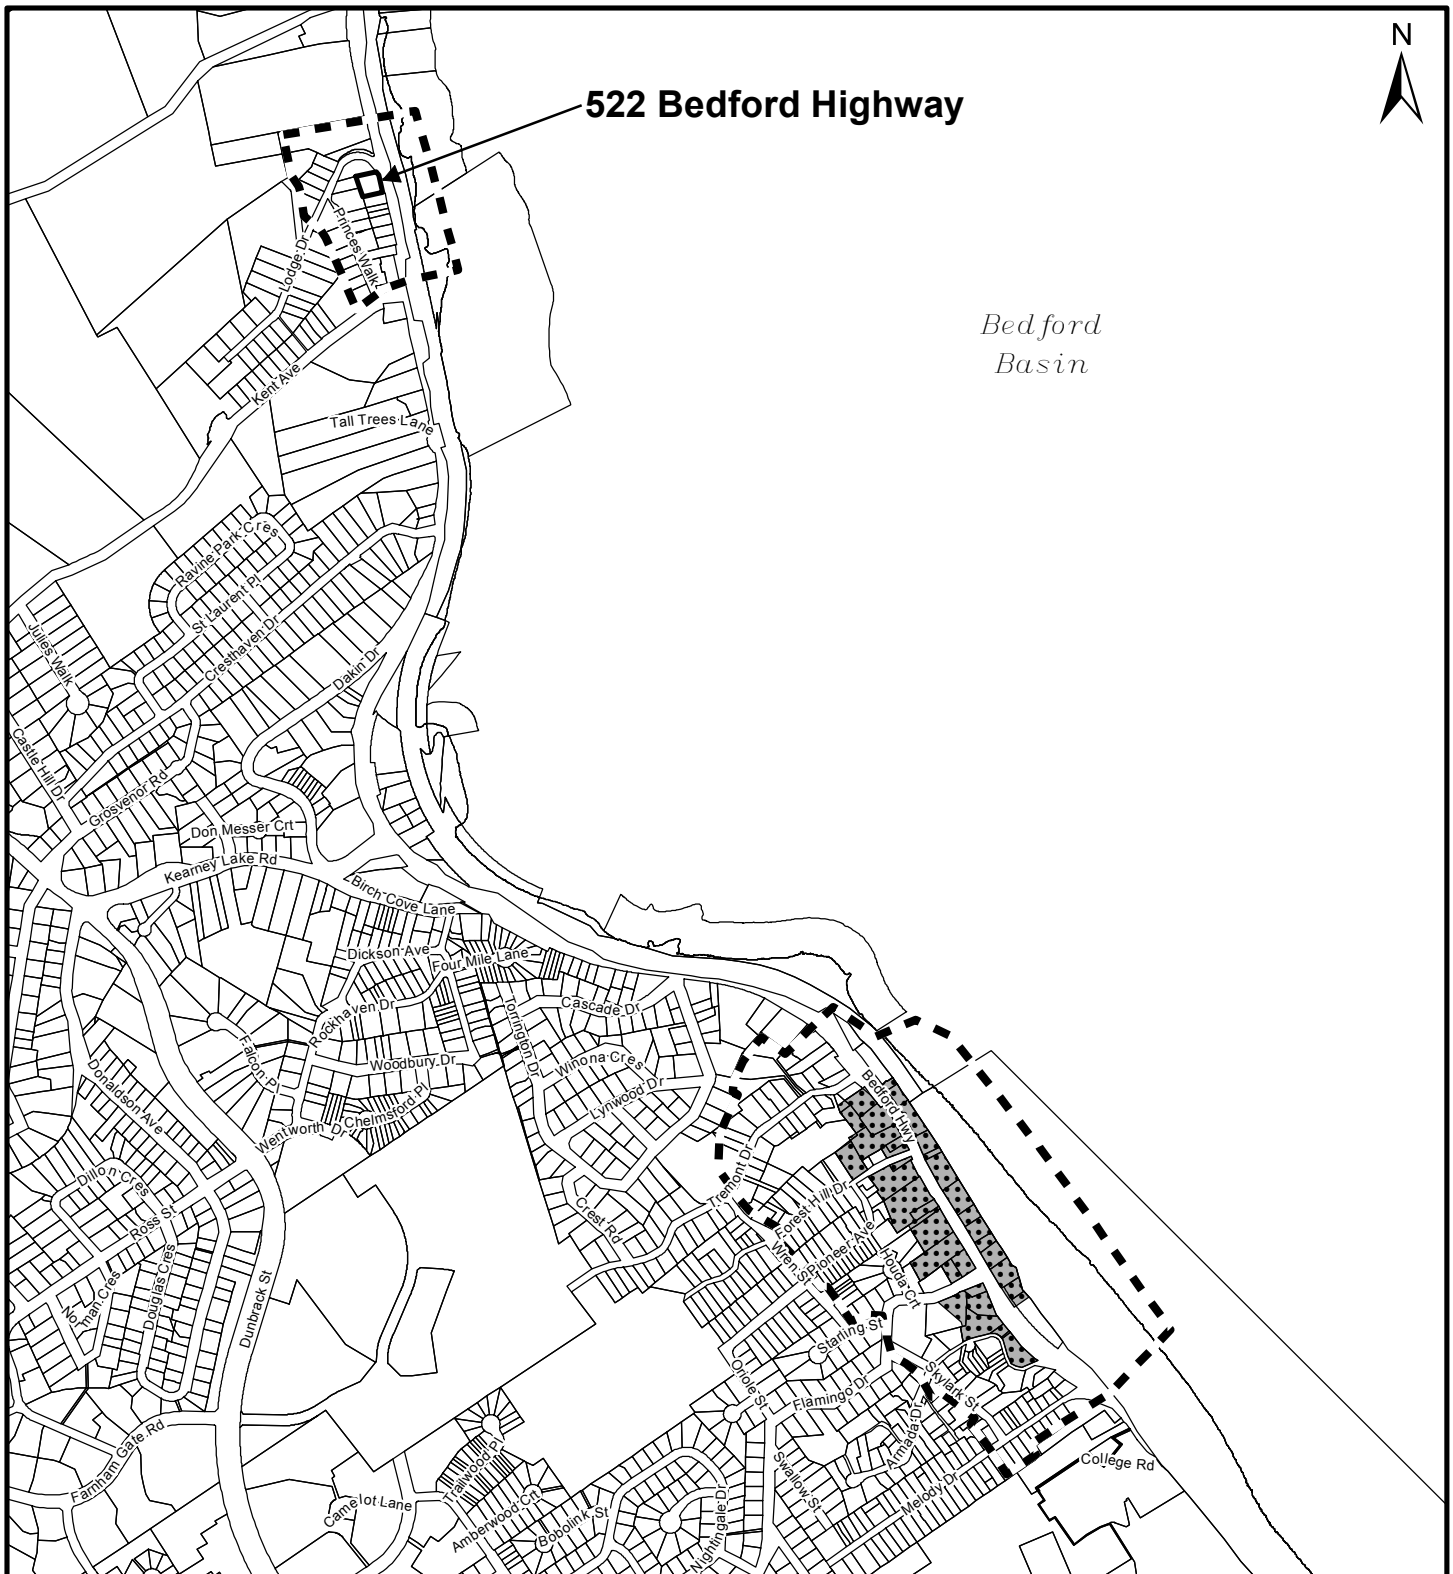 N
522 Bedford Highway
Princes Walk
Lodge Dr
Bedford
Basin
Kent Ave
Tall Trees Lane
Ravine Park Cres
St Laurent Pl
Cresthaven Dr
Julies Walk
Dakin Dr
Castle Hill Dr
Grosvenor Rd
Don Messer Crt
Kearney Lake Rd
Birch Cove Lane
Dickson Ave
Four Mile Lane
Torrington Dr
Cascade Dr
Rockhaven Dr
Falcon Pl
Woodbury Dr
Winona Cres
Lynwood Dr
Bedford Hwy
Donaldson Ave
Chelmsford Pl
Wentworth Dr
Dillon Cres
Ross St
Tremont Dr
Forest Hill Dr
Crest Rd
Pioneer Ave
Wren St
Houda Crt
Norman Cres
Douglas Cres
Dunbrack St
Starling St
Oriole St
Flamingo Dr
Skylark St
Armada Dr
Farnham Gate Rd
Trailwood Pl
Swallow St
College Rd
Melody Dr
Camelot Lane
Amberwood Crt
Bobolink St
Nightingale Dr